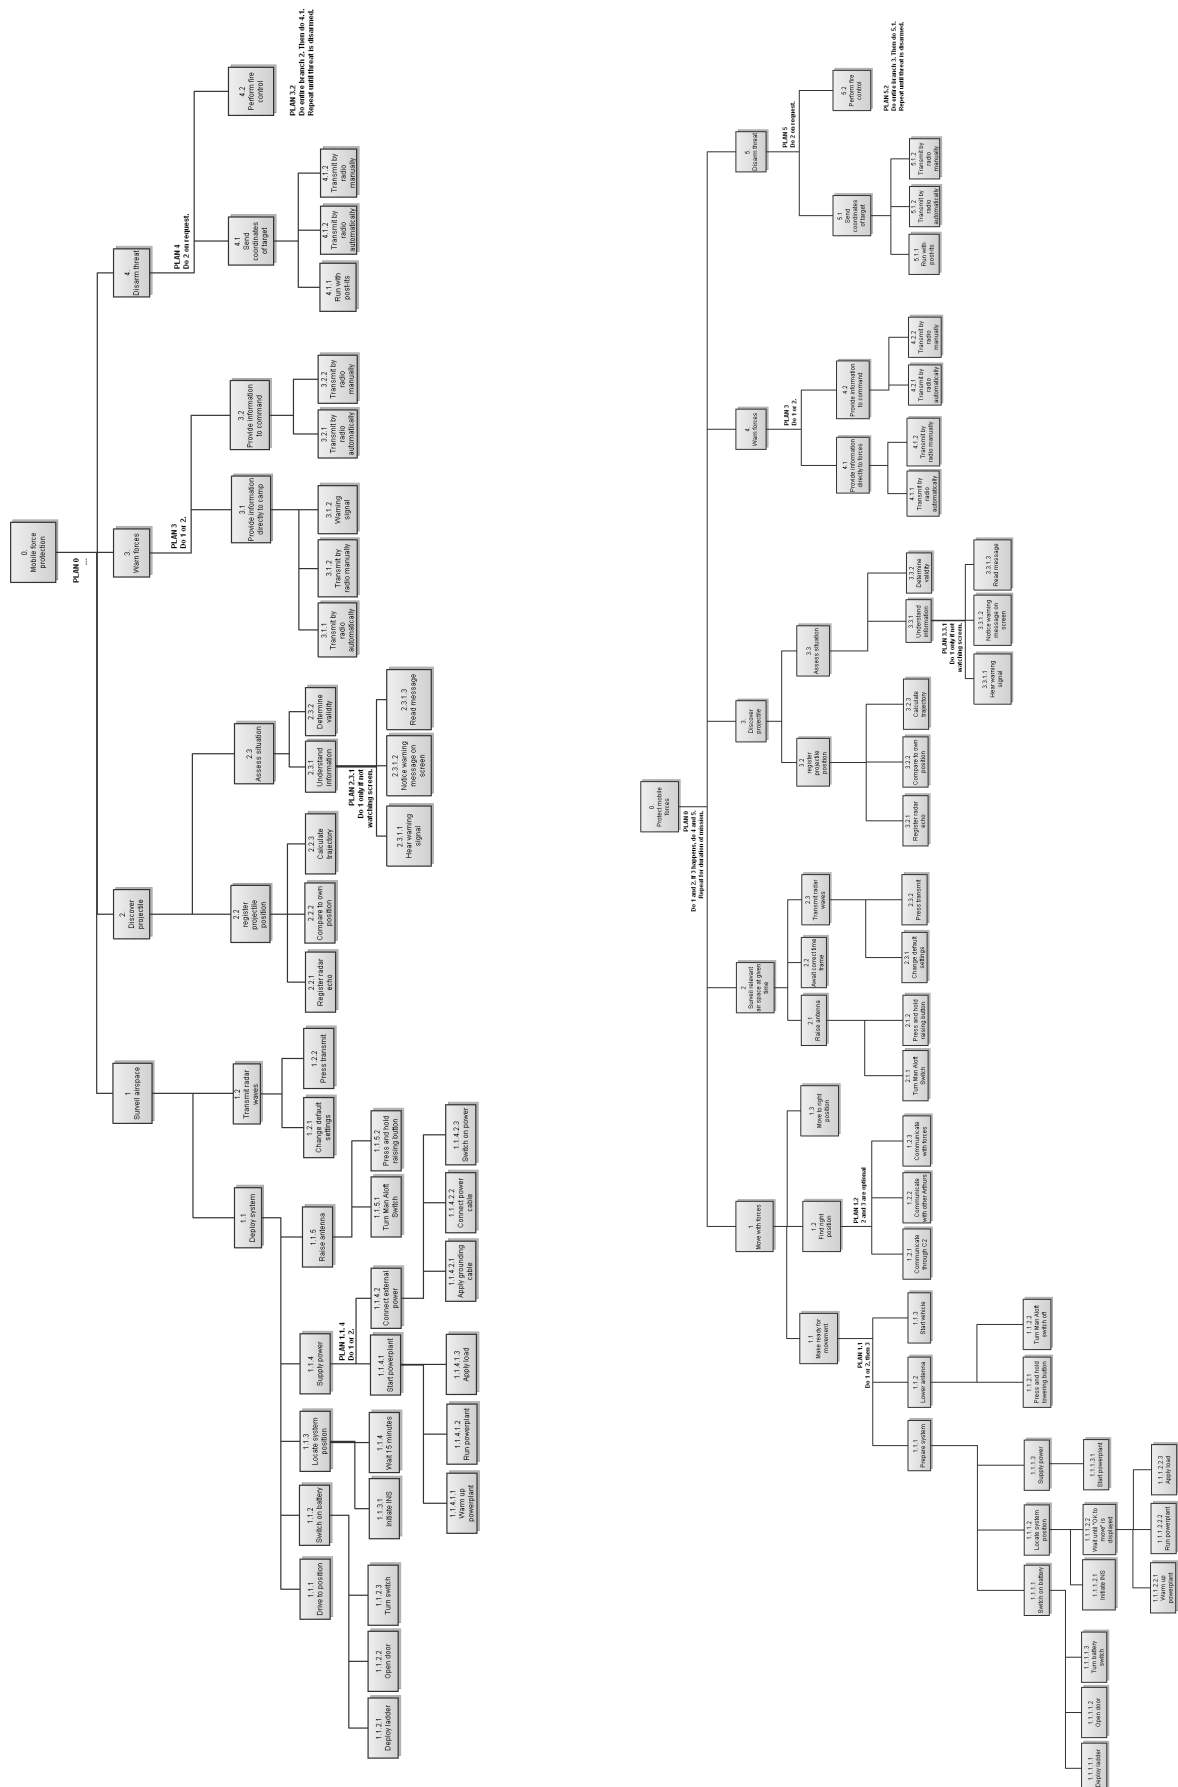 0.
Mobile force
protection
PLAN 0
...
1
Surveil airspace
1.1
Deploy system
1.1.1
Drive to position
1.1.2
Switch on battery
1.1.2.1
Deploy ladder
1.1.2.2
Open door
1.1.2.3
Turn switch
1.1.3
Locate system
position
1.1.3.1
Initiate INS
1.1.4
Wait 15 minutes
1.1.4
Supply power
PLAN 1.1.4
Do 1 or 2.
1.1.4.1
Start powerplant
1.1.4.1.1
Warm up
powerplant
1.1.4.1.2
Run powerplant
1.1.4.1.3
Apply load
1.1.4.2
Connect external
power
1.1.4.2.1
Apply grounding
cable
1.1.4.2.2
Connect power
cable
1.1.4.2.3
Switch on power
1.1.5
Raise antenna
1.1.5.1
Turn Man Aloft
Switch
1.1.5.2
Press and hold
raising button
1.2
Transmit radar
waves
1.2.1
Change default
settings
1.2.2
Press transmit
2.
Discover
projectile
2.2
register
projectile
position
2.2.1
Register radar
echo
2.2.2
Compare to own
position
2.2.3
Calculate
trajectory
2.3
Assess situation
2.3.1
Understand
information
2.3.2
Determine
validity
PLAN 2.3.1
Do 1 only if not
watching screen.
2.3.1.1
Hear warning
signal
2.3.1.2
Notice warning
message on
screen
2.3.1.3
Read message
3.
Warn forces
PLAN 3
Do 1 or 2.
3.1
Provide information
directly to camp
3.1.1
Transmit by
radio
automatically
3.1.2
Transmit by
radio manually
3.1.2
Warning
signal
3.2
Provide information
to command
3.2.1
Transmit by
radio
automatically
3.2.2
Transmit by
radio
manually
4.
Disarm threat
PLAN 4
Do 2 on request.
4.1
Send
coordinates
of target
4.1.1
Run with
post-its
4.1.2
Transmit by
radio
automatically
4.1.2
Transmit by
radio
manually
4.2
Perform fire
control
PLAN 3.2
Do entire branch 2. Then do 4.1.
Repeat until threat is disarmed.
0.
Protect mobile
forces
PLAN 0
Do 1 and 2. If 3 happens, do 4 and 5.
Repeat for duration of mission.
1
Move with forces
1.1
Make ready for
movement
PLAN 1.1
Do 1 or 2, then 3
1.1.1
Prepare system
1.1.1.1
Switch on battery
1.1.1.1.1
Deploy ladder
1.1.1.1.2
Open door
1.1.1.1.3
Turn battery
switch
1.1.1.2
Locate system
position
1.1.1.2.1
Initiate INS
1.1.1.2.2
Wait until "OK to
move" is
displayed
1.1.1.2.2.1
Warm up
powerplant
1.1.1.2.2.2
Run powerplant
1.1.1.2.2.3
Apply load
1.1.1.3
Supply power
1.1.1.3.1
Start powerplant
1.1.2
Lower antenna
1.1.2.1
Press and hold
lowering button
1.1.2.2
Turn Man Aloft
switch off
1.1.3
Start vehicle
1.2
Find right
position
PLAN 1.2
2 and 3 are optional
1.2.1
Communicate
through C2
1.2.2
Communicate
with other Arthurs
1.2.3
Communicate
with forces
1.3
Move to right
position
2
Surveil relevant
air space at given
time
2.1
Raise antenna
2.1.1
Turn Man Aloft
Switch
2.1.2
Press and hold
raising button
2.2
Await correct time
frame
2.3
Transmit radar
waves
2.3.1
Change default
settings
2.3.2
Press transmit
3.
Discover
projectile
3.2
register
projectile
position
3.2.1
Register radar
echo
3.2.2
Compare to own
position
3.2.3
Calculate
trajectory
3.3
Assess situation
3.3.1
Understand
information
3.3.2
Determine
validity
PLAN 3.3.1
Do 1 only if not
watching screen.
3.3.1.1
Hear warning
signal
3.3.1.2
Notice warning
message on
screen
3.3.1.3
Read message
4.
Warn forces
PLAN 3
Do 1 or 2.
4.1
Provide information
directly to forces
4.1.1
Transmit by
radio
automatically
4.1.2
Transmit by
radio manually
4.2
Provide information
to command
4.2.1
Transmit by
radio
automatically
4.2.2
Transmit by
radio
manually
5.
Disarm threat
PLAN 5
Do 2 on request.
5.1
Send
coordinates
of target
5.1.1
Run with
post-its
5.1.2
Transmit by
radio
automatically
5.1.2
Transmit by
radio
manually
5.2
Perform fire
control
PLAN 5.2
Do entire branch 3. Then do 5.1.
Repeat until threat is disarmed.